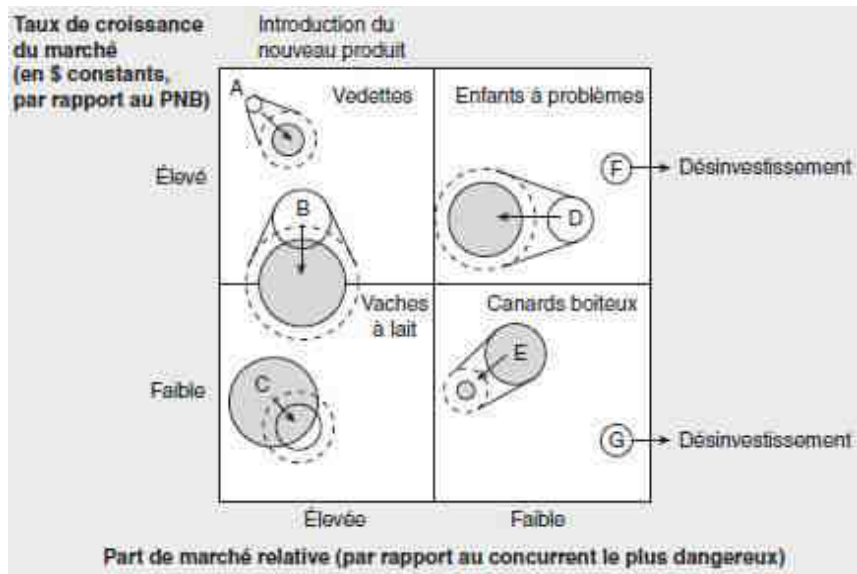 Taux de croissance
du marché
(en $ constants,
par rapport au PNB)
Introduction du
nouveau produit
A
Vedettes
Enfants à problèmes
Élevé
F
Désinvestissement
B
D
Vaches
à lait
Canards boiteux
E
Faible
C
G
Désinvestissement
Élevée
Faible
Part de marché relative (par rapport au concurrent le plus dangereux)